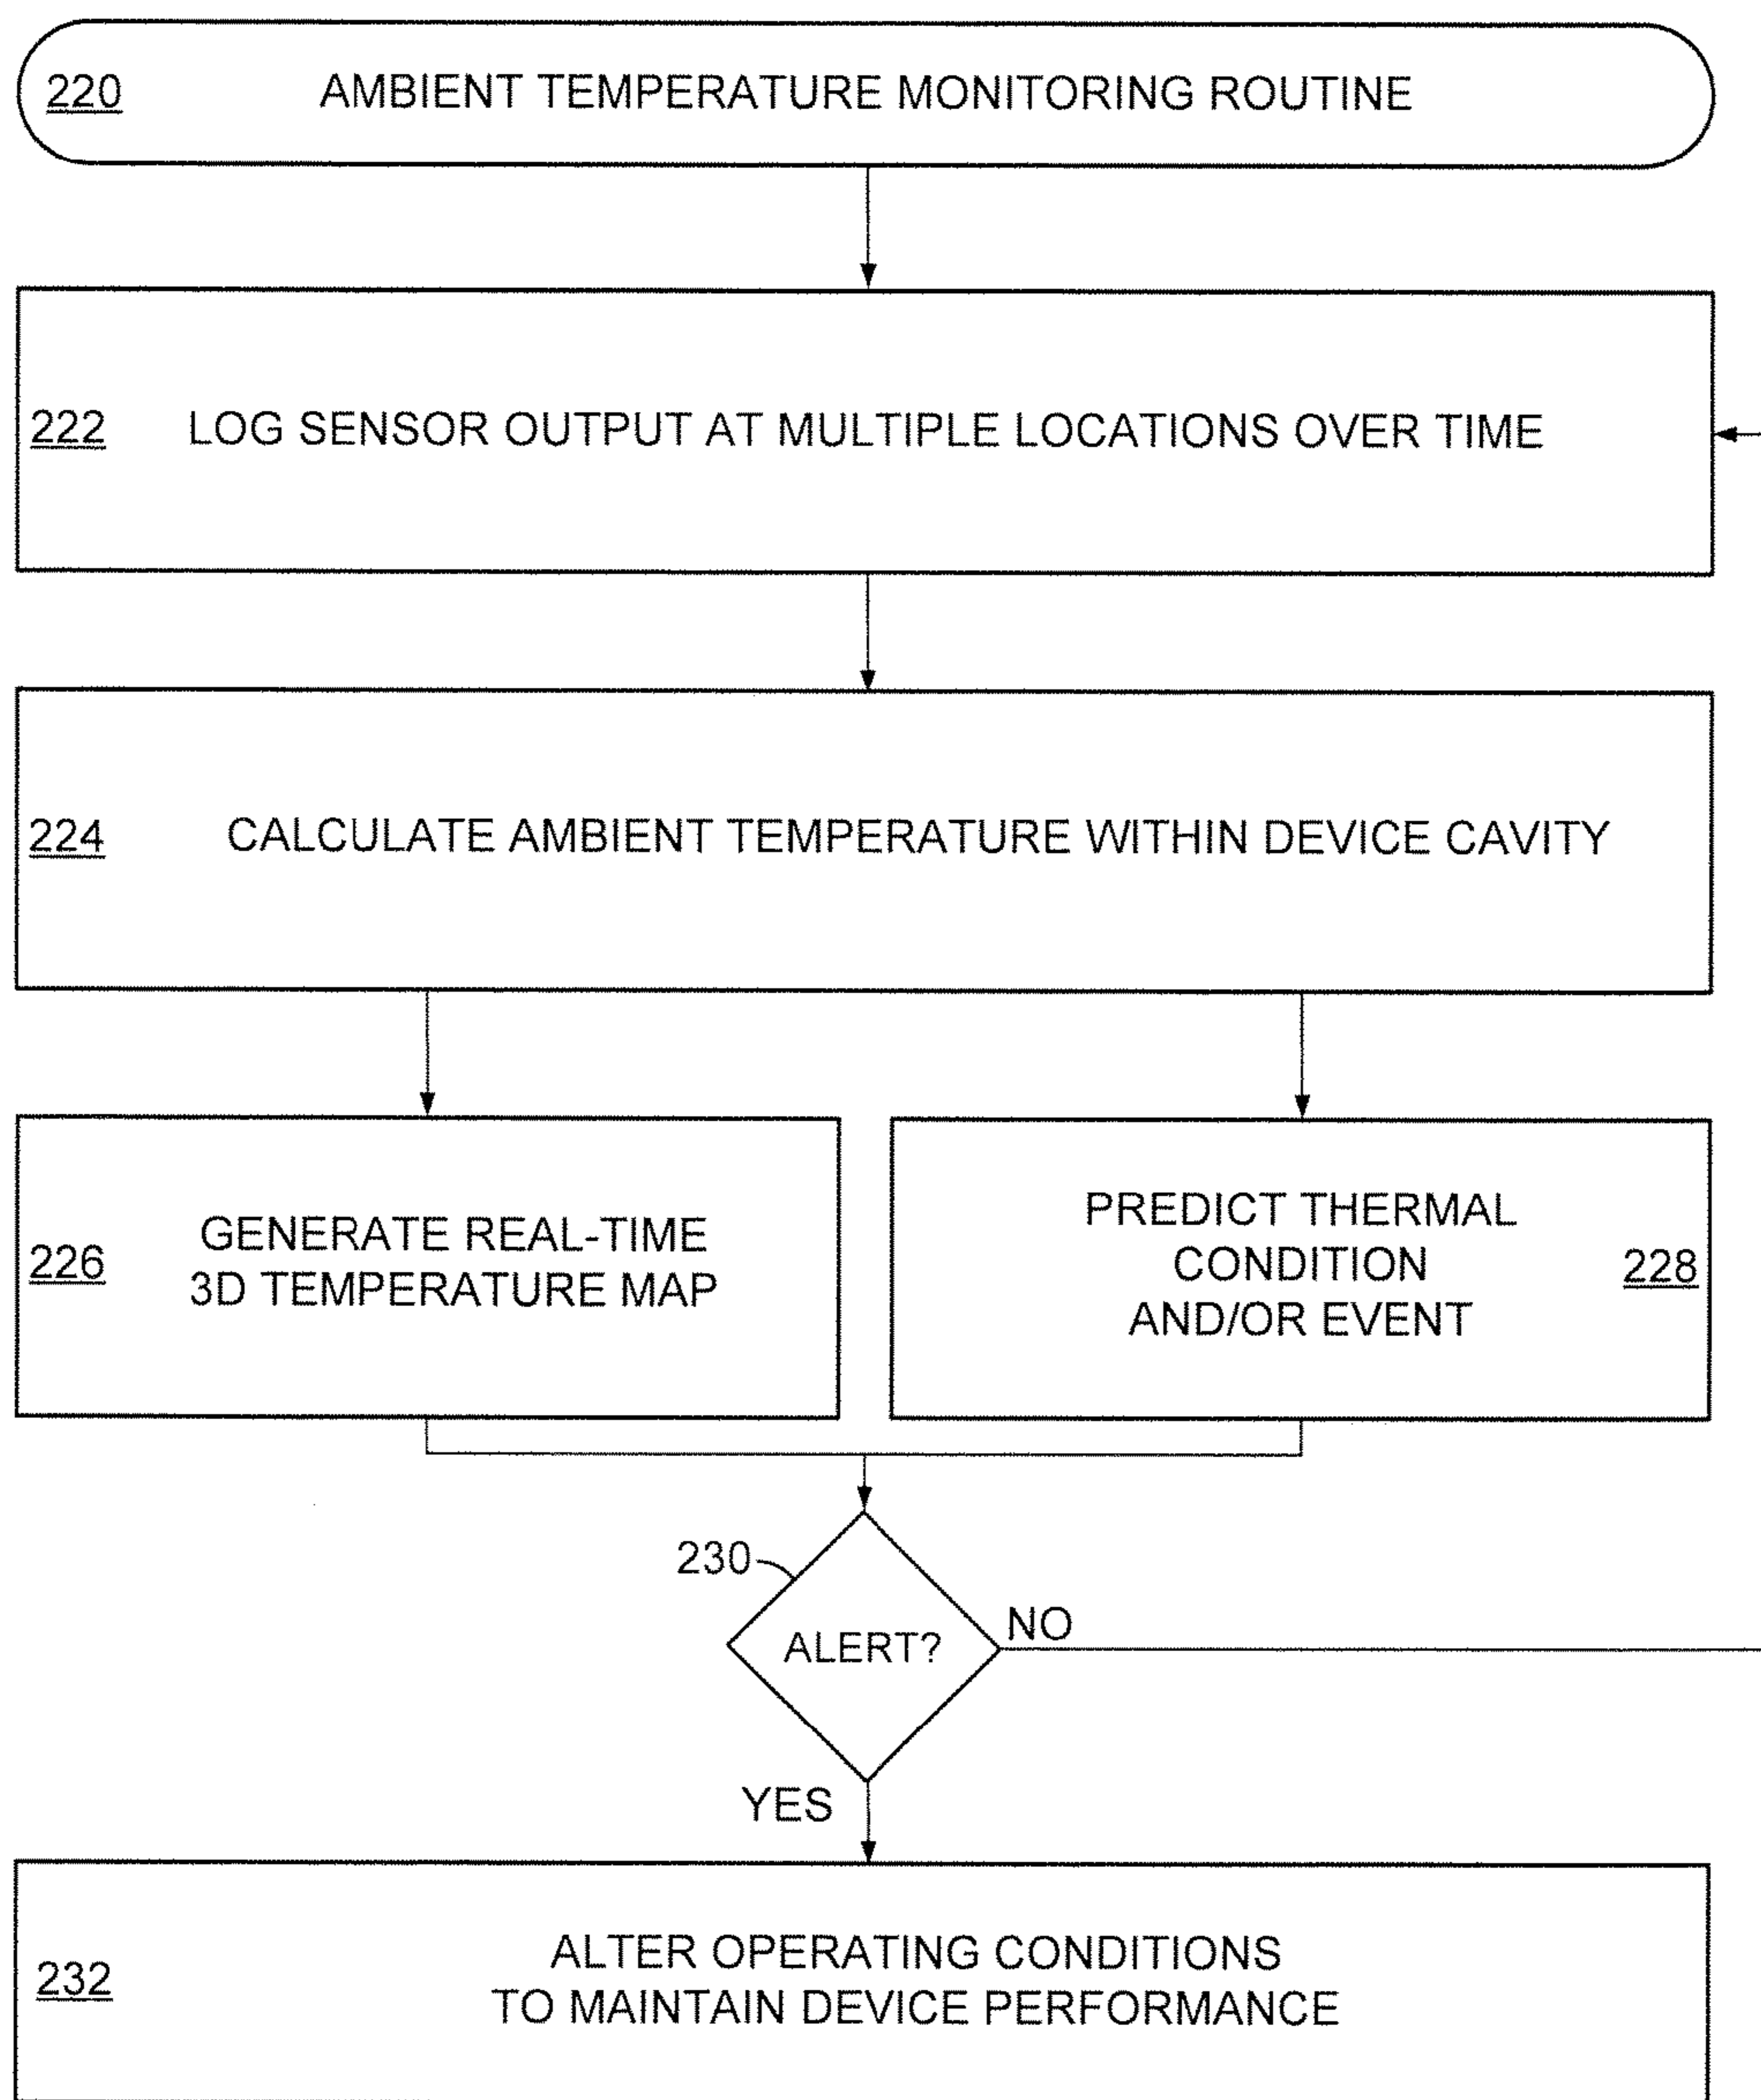 220 AMBIENT TEMPERATURE MONITORING ROUTINE
222 LOG SENSOR OUTPUT AT MULTIPLE LOCATIONS OVER TIME
224 CALCULATE AMBIENT TEMPERATURE WITHIN DEVICE CAVITY
226
GENERATE REAL-TIME
3D TEMPERATURE MAP
PREDICT THERMAL
CONDITION
AND/OR EVENT
228
230
ALERT?
NO
YES
232
ALTER OPERATING CONDITIONS
TO MAINTAIN DEVICE PERFORMANCE